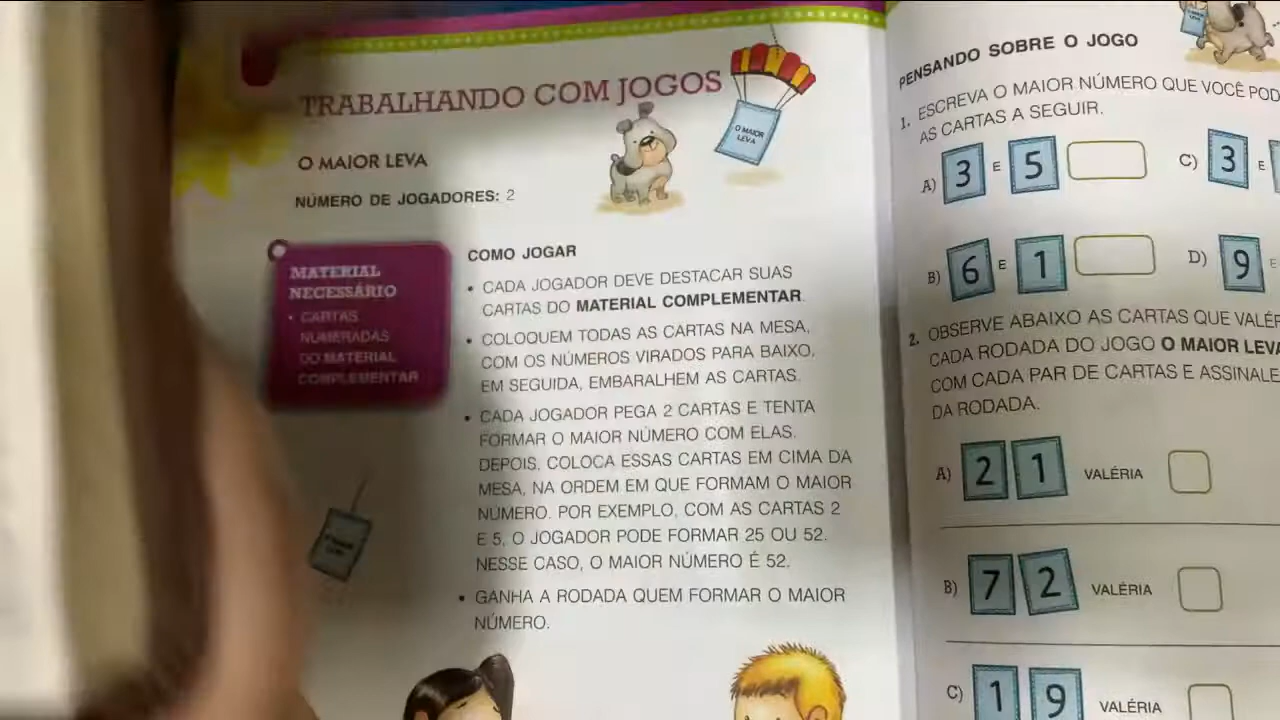 TRABALHANDO COM JOGOS
O MAIOR LEVA
NÚMERO DE JOGADORES: 2
O MAIOR
LEVA
MATERIAL
NECESSÁRIO
• CARTAS
NUMERADAS
DO MATERIAL
COMPLEMENTAR
COMO JOGAR
• CADA JOGADOR DEVE DESTACAR SUAS
CARTAS DO MATERIAL COMPLEMENTAR.
• COLOQUEM TODAS AS CARTAS NA MESA,
COM OS NÚMEROS VIRADOS PARA BAIXO,
EM SEGUIDA, EMBARALHEM AS CARTAS.
• CADA JOGADOR PEGA 2 CARTAS E TENTA
FORMAR O MAIOR NÚMERO COM ELAS.
DEPOIS, COLOCA ESSAS CARTAS EM CIMA DA
MESA, NA ORDEM EM QUE FORMAM O MAIOR
NÚMERO. POR EXEMPLO, COM AS CARTAS 2
E 5, O JOGADOR PODE FORMAR 25 OU 52.
NESSE CASO, O MAIOR NÚMERO É 52.
• GANHA A RODADA QUEM FORMAR O MAIOR
NÚMERO.
PENSANDO SOBRE O JOGO
1. ESCREVA O MAIOR NÚMERO QUE VOCÊ POD
AS CARTAS A SEGUIR.
A) 3 E 5
C) 3 E
B) 6 E 1
D) 9 E
2. OBSERVE ABAIXO AS CARTAS QUE VALÉR
CADA RODADA DO JOGO O MAIOR LEVA
COM CADA PAR DE CARTAS E ASSINALE
DA RODADA.
A) 2 1 VALÉRIA
B) 7 2 VALÉRIA
C) 1 9 VALÉRIA